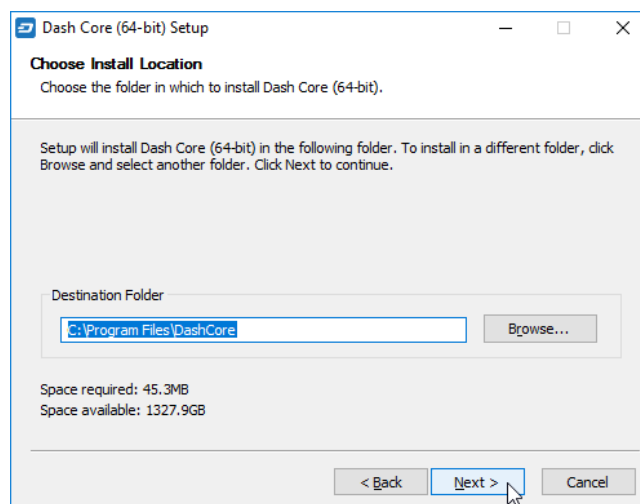 Dash Core (64-bit) Setup
Choose Install Location
Choose the folder in which to install Dash Core (64-bit).
Setup will install Dash Core (64-bit) in the following folder. To install in a different folder, click
Browse and select another folder. Click Next to continue.
Destination Folder
C:\Program Files\DashCore
Browse...
Space required: 45.3MB
Space available: 1327.9GB
< Back
Next >
Cancel